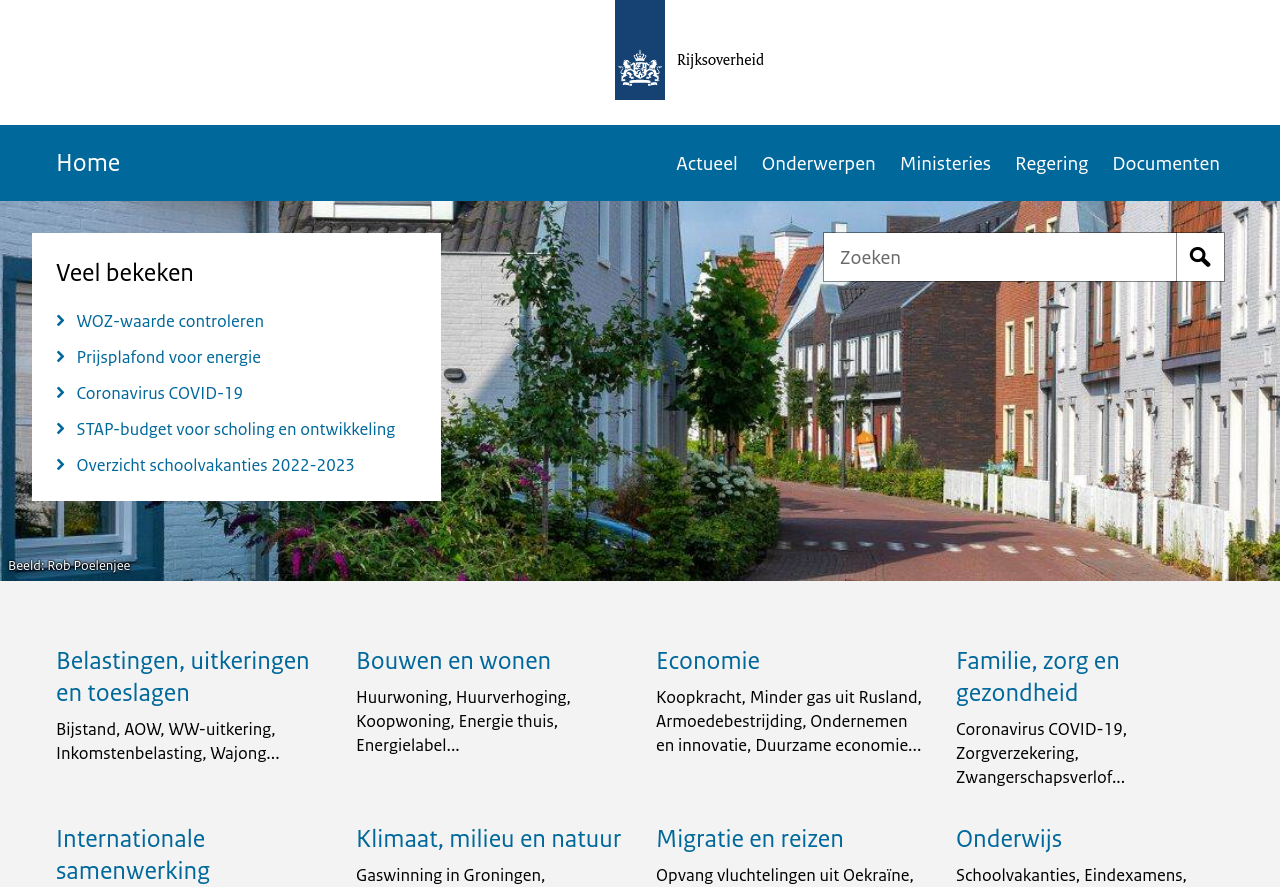 Rijksoverheid
Home
Actueel
Onderwerpen
Ministeries
Regering
Documenten
Veel bekeken
WOZ-waarde controleren
Prijsplafond voor energie
Coronavirus COVID-19
STAP-budget voor scholing en ontwikkeling
Overzicht schoolvakanties 2022-2023
Zoeken
Beeld: Rob Poelenjee
Belastingen, uitkeringen
en toeslagen
Bijstand, AOW, WW-uitkering,
Inkomstenbelasting, Wajong...
Bouwen en wonen
Huurwoning, Huurverhoging,
Koopwoning, Energie thuis,
Energielabel...
Economie
Koopkracht, Minder gas uit Rusland,
Armoedebestrijding, Ondernemen
en innovatie, Duurzame economie...
Familie, zorg en
gezondheid
Coronavirus COVID-19,
Zorgverzekering,
Zwangerschapsverlof...
Internationale
samenwerking
Klimaat, milieu en natuur
Gaswinning in Groningen,
Migratie en reizen
Opvang vluchtelingen uit Oekraïne,
Onderwijs
Schoolvakanties, Eindexamens,